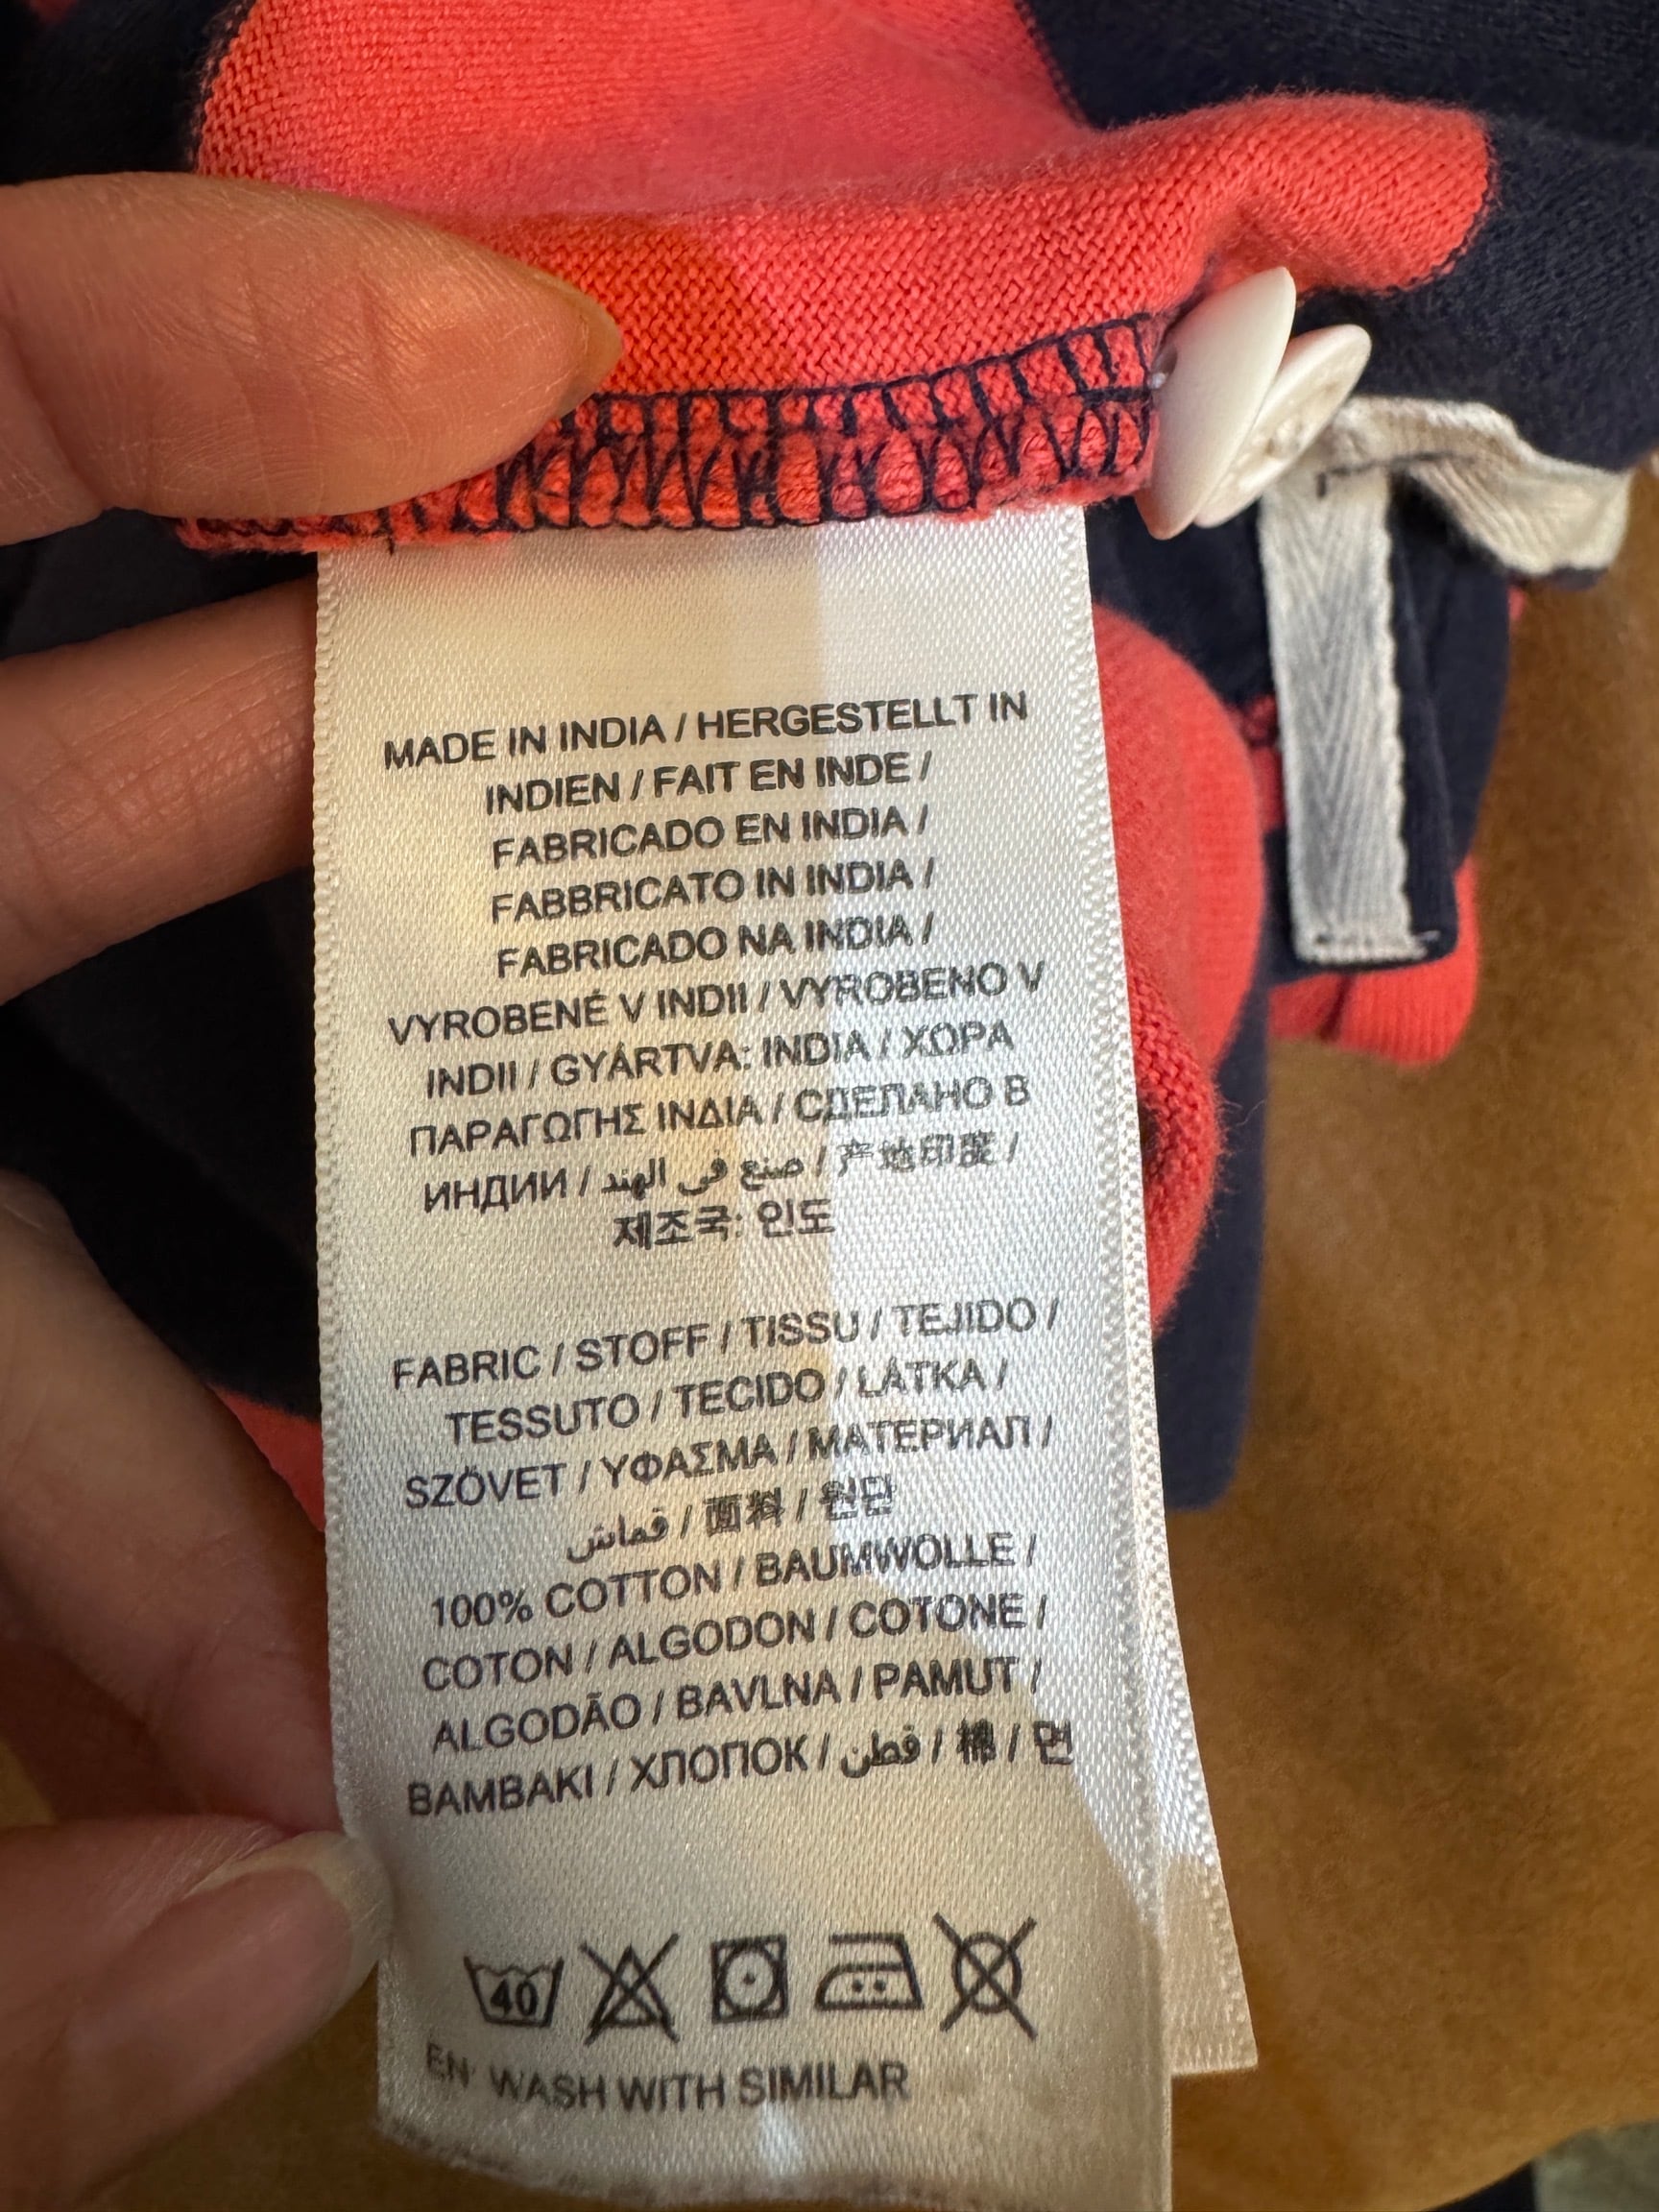 MADE IN INDIA / HERGESTELLT IN
INDIEN / FAIT EN INDE /
FABRICADO EN INDIA /
FABBRICATO IN INDIA /
FABRICADO NA INDIA /
VYROBENÉ V INDII / VYROBENO V
INDII / GYÁRTVA: INDIA / ΧΩΡΑ
ΠΑΡΑΓΩΓΗΣ ΙΝΔΙΑ / СДЕЛАНО В
ИНДИИ / صنع في الهند / 产地印度 /
제조국: 인도
FABRIC / STOFF / TISSU / TEJIDO /
TESSUTO / TECIDO / LÁTKA /
SZÖVET / ΥΦΑΣΜΑ / МАТЕРИАЛ /
قماش / 面料 / 원단
100% COTTON / BAUMWOLLE /
COTON / ALGODON / COTONE /
ALGODÃO / BAVLNA / PAMUT /
BAMBAKI / ХЛОПОК / قطن / 棉 / 면
40
EN: WASH WITH SIMILAR